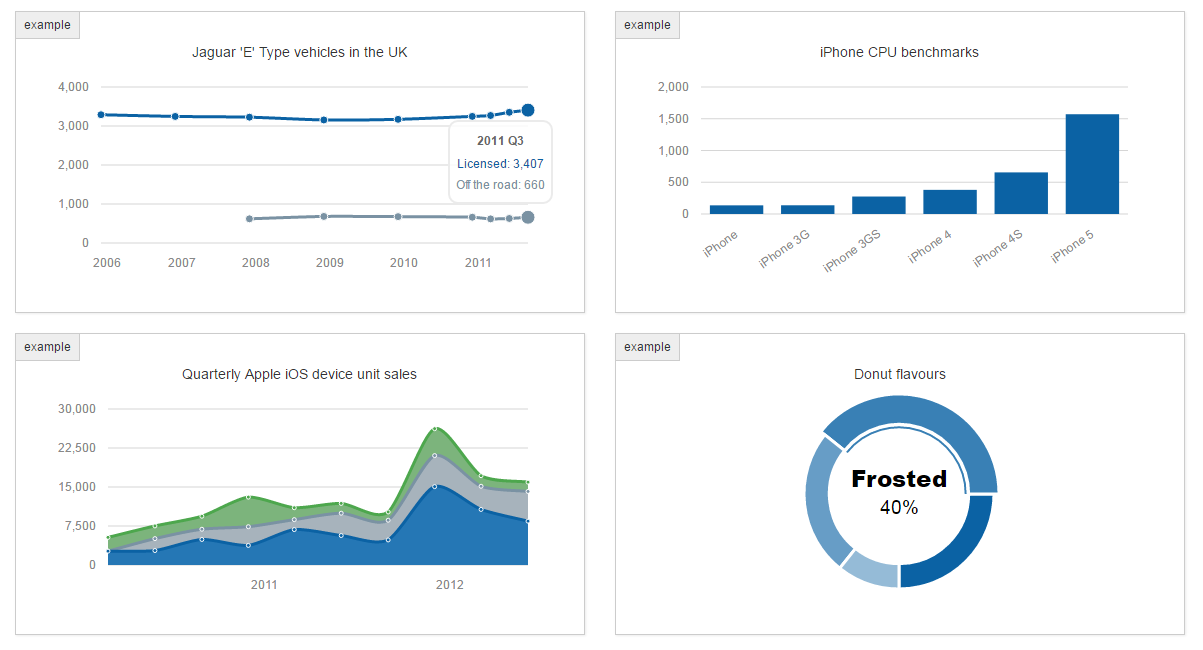 example
Jaguar 'E' Type vehicles in the UK
4,000
3,000
2,000
1,000
0
2006 2007 2008 2009 2010 2011
2011 Q3
Licensed: 3,407
Off the road: 660
example
iPhone CPU benchmarks
2,000
1,500
1,000
500
0
iPhone iPhone 3G iPhone 3GS iPhone 4 iPhone 4S iPhone 5
example
Quarterly Apple iOS device unit sales
30,000
22,500
15,000
7,500
0
2011 2012
example
Donut flavours
Frosted
40%